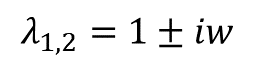 λ₁,₂ = 1 ± iw